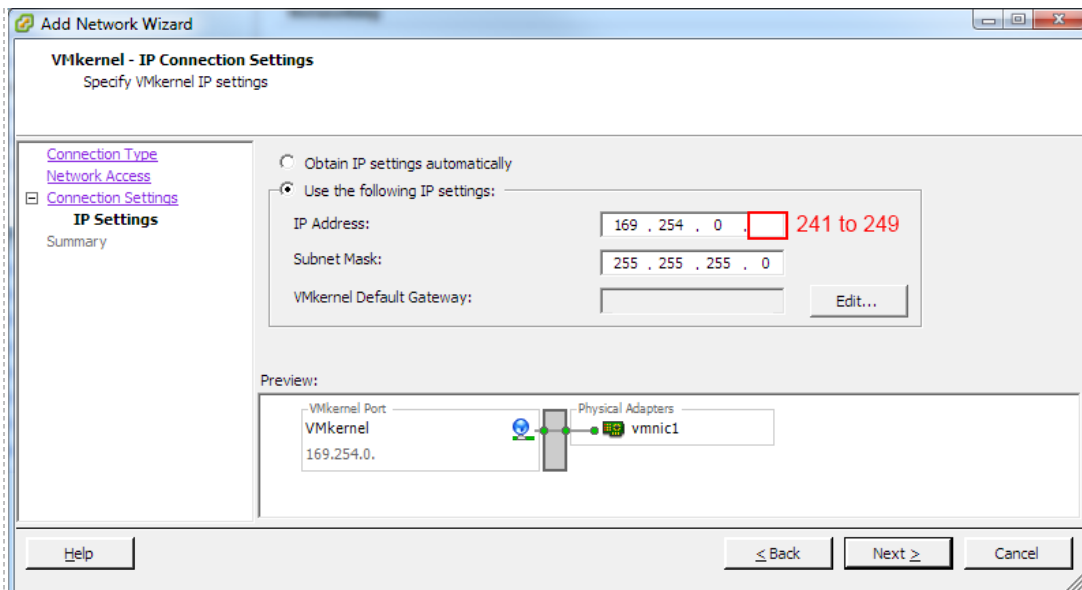 Add Network Wizard
VMkernel - IP Connection Settings
Specify VMkernel IP settings
Connection Type
Network Access
Connection Settings
IP Settings
Summary
Obtain IP settings automatically
Use the following IP settings:
IP Address: 169 . 254 . 0 . 241 to 249
Subnet Mask: 255 . 255 . 255 . 0
VMkernel Default Gateway:
Edit...
Preview:
VMkernel Port
VMkernel
169.254.0.
Physical Adapters
vmnic1
Help
< Back
Next >
Cancel